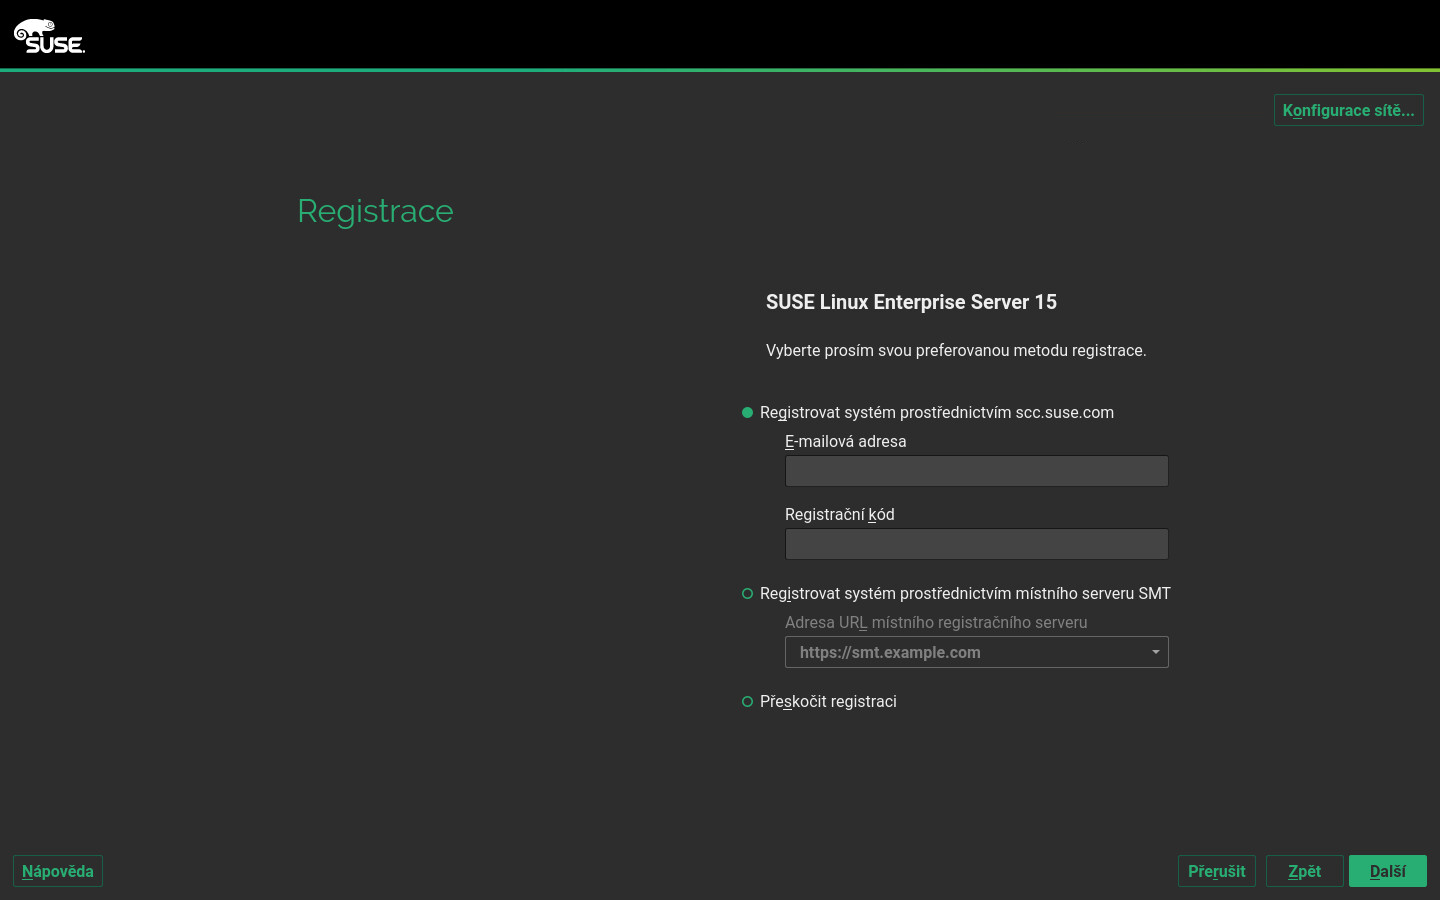 SUSE
Konfigurace sítě...
Registrace
SUSE Linux Enterprise Server 15
Vyberte prosím svou preferovanou metodu registrace.
Registrovat systém prostřednictvím scc.suse.com
E-mailová adresa
Registrační kód
Registrovat systém prostřednictvím místního serveru SMT
Adresa URL místního registračního serveru
https://smt.example.com
Přeskočit registraci
Nápověda Přerušit Zpět Další